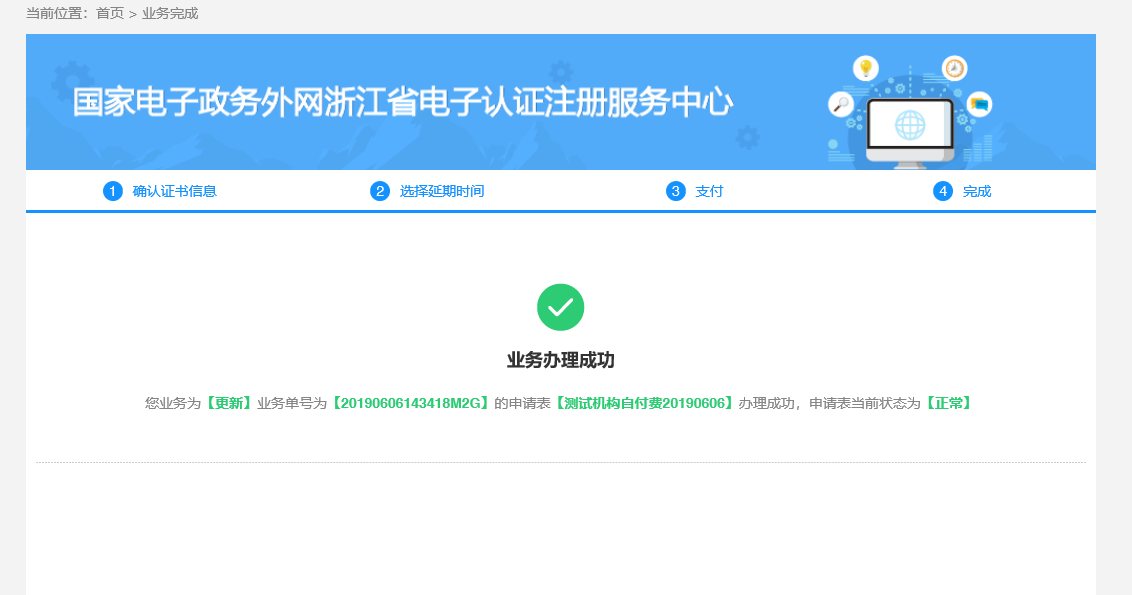 当前位置：首页 > 业务完成
国家电子政务外网浙江省电子认证注册服务中心
1 确认证书信息 2 选择延期时间 3 支付 4 完成
业务办理成功
您业务为【更新】业务单号为【20190606143418M2G】的申请表【测试机构自付费20190606】办理成功，申请表当前状态为【正常】